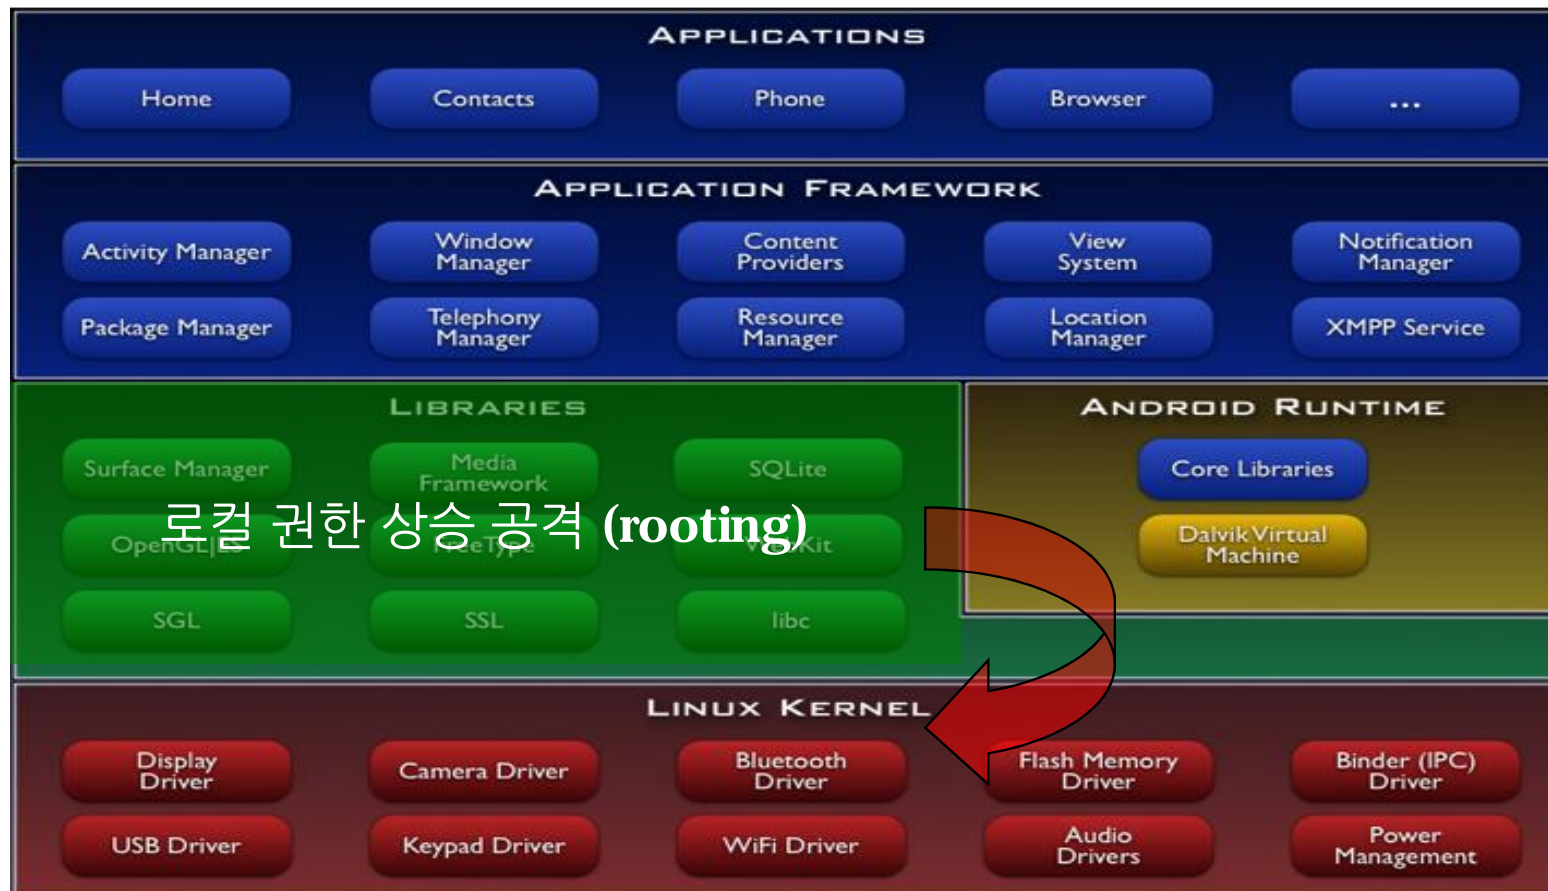 APPLICATIONS
Home
Contacts
Phone
Browser
...
APPLICATION FRAMEWORK
Activity Manager
Window
Manager
Content
Providers
View
System
Notification
Manager
Package Manager
Telephony
Manager
Resource
Manager
Location
Manager
XMPP Service
LIBRARIES
Surface Manager
Media
Framework
SQLite
로컬 권한 상승 공격 (rooting)
OpenGL|ES
FreeType
WebKit
SGL
SSL
libc
ANDROID RUNTIME
Core Libraries
Dalvik Virtual
Machine
LINUX KERNEL
Display
Driver
Camera Driver
Bluetooth
Driver
Flash Memory
Driver
Binder (IPC)
Driver
USB Driver
Keypad Driver
WiFi Driver
Audio
Drivers
Power
Management